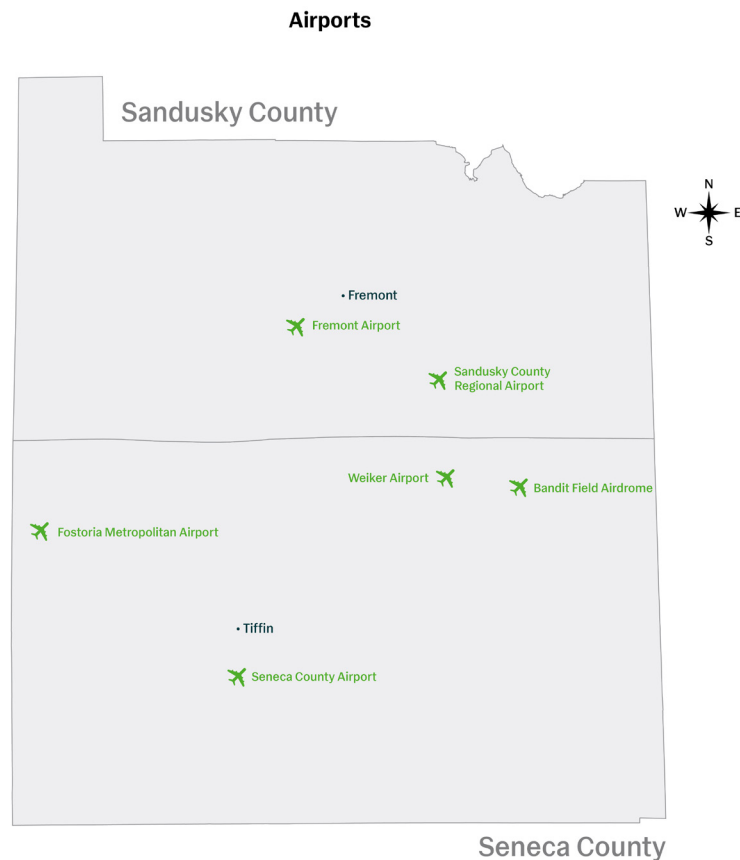 Airports
Sandusky County
N
W
E
S
Fremont
Fremont Airport
Sandusky County
Regional Airport
Weiker Airport
Bandit Field Airdrome
Fostoria Metropolitan Airport
Tiffin
Seneca County Airport
Seneca County